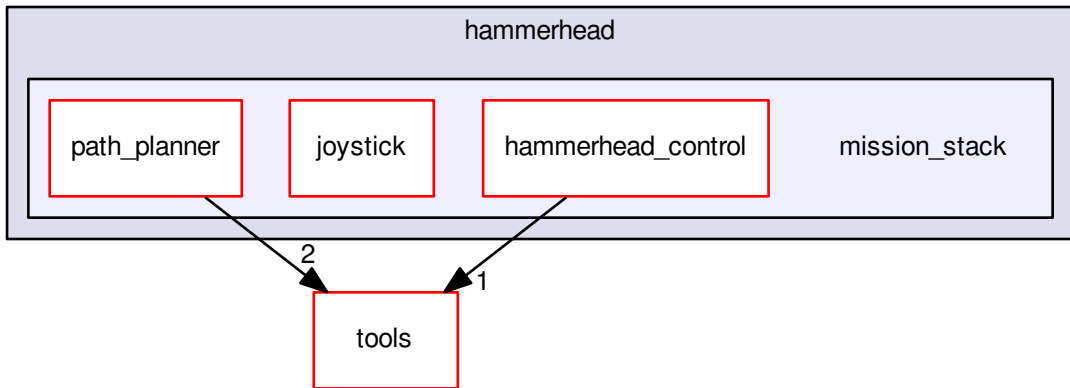 hammerhead
path_planner
joystick
hammerhead_control
mission_stack
2
1
tools